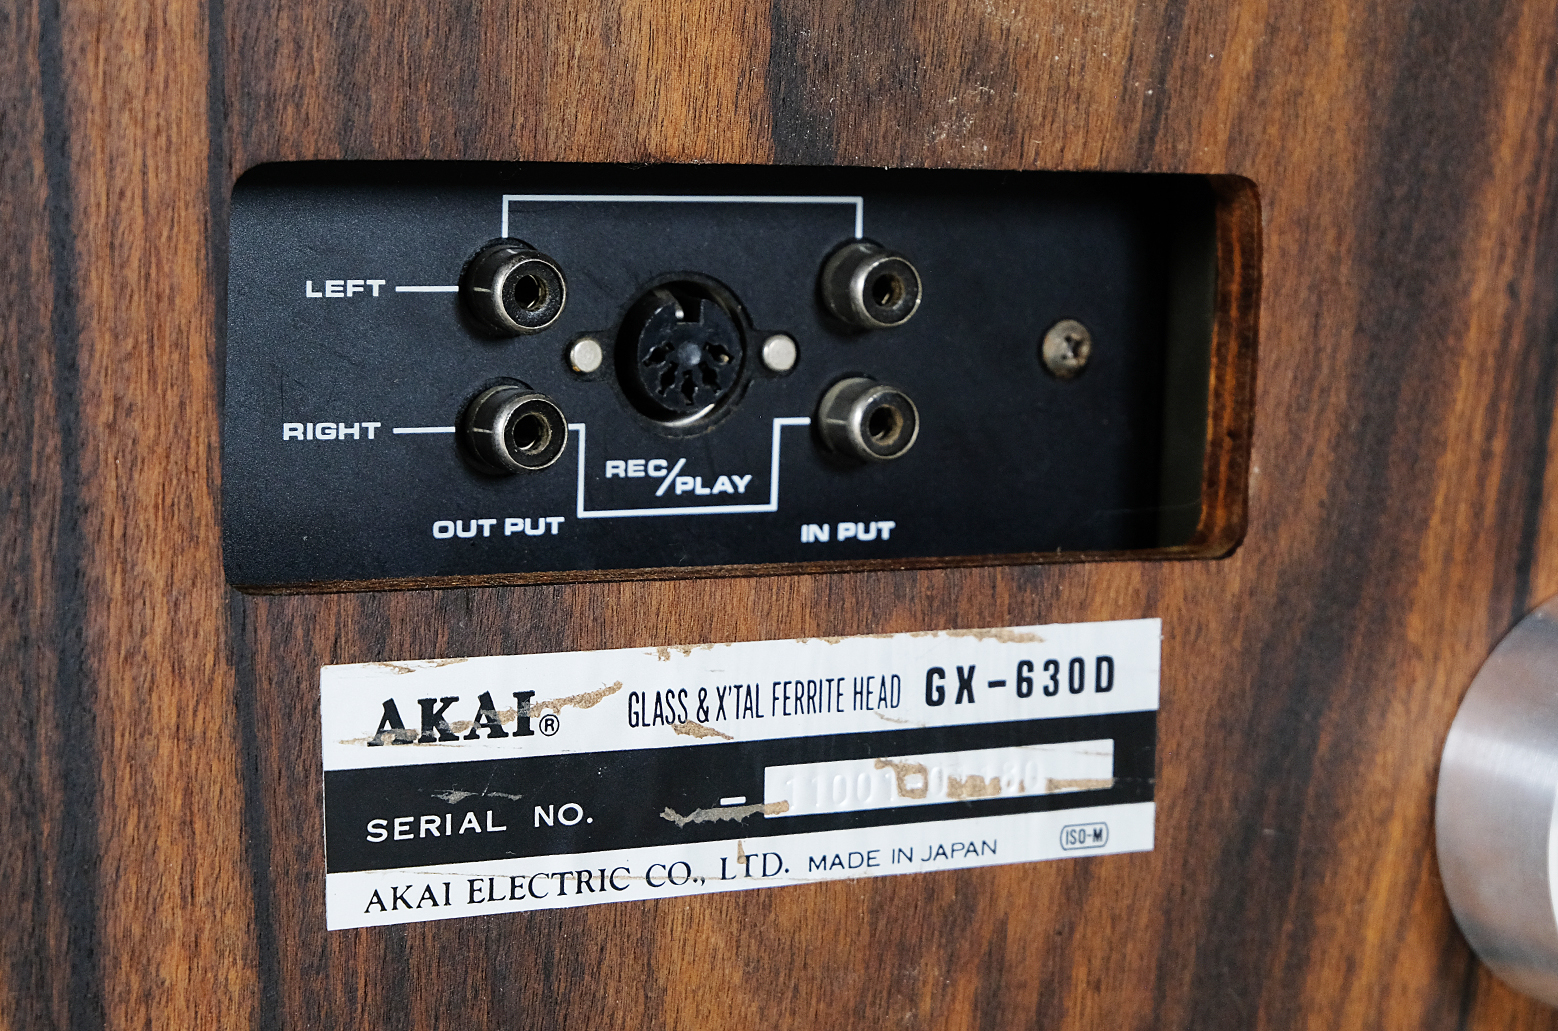 LEFT
RIGHT
REC/PLAY
OUT PUT
IN PUT
AKAI® GLASS & X'TAL FERRITE HEAD GX-630D
SERIAL NO. -
AKAI ELECTRIC CO., LTD. MADE IN JAPAN ISO-M